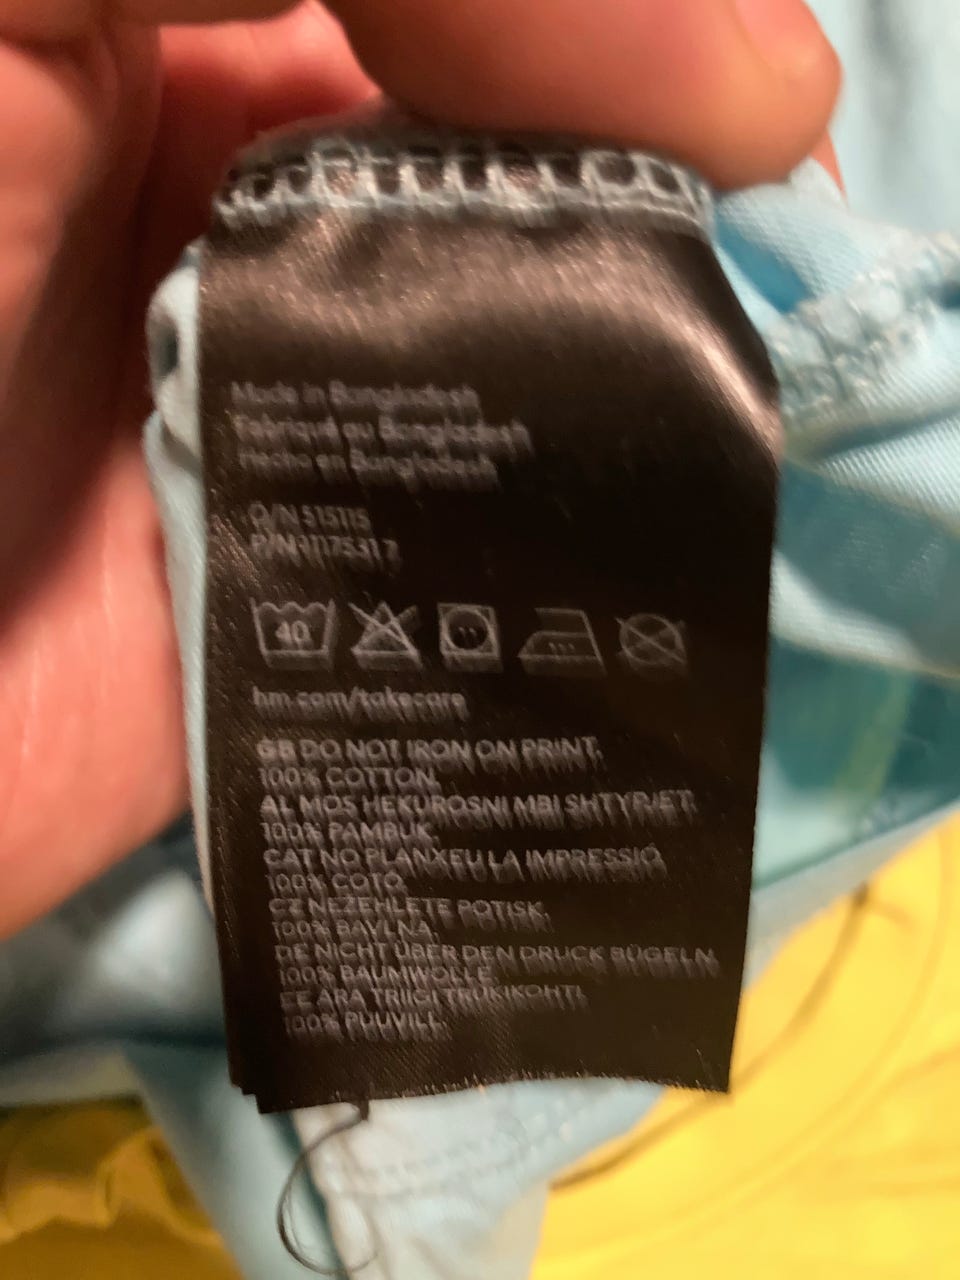 Made in Bangladesh
Fabriqué au Bangladesh
Hecho en Bangladesh
O/N 515115
P/N
40
hm.com/takecare
GB DO NOT IRON ON PRINT.
100% COTTON.
AL MOS HEKUROSNI MBI SHTYPJET.
100% PAMBUK.
CAT NO PLANXEU LA IMPRESSIÓ.
100% COTÓ.
CZ NEŽEHLETE POTISK.
100% BAVLNA.
DE NICHT ÜBER DEN DRUCK BÜGELN.
100% BAUMWOLLE.
EE ÄRA TRIIGI TRÜKIKOHTI.
100% PUUVILL.